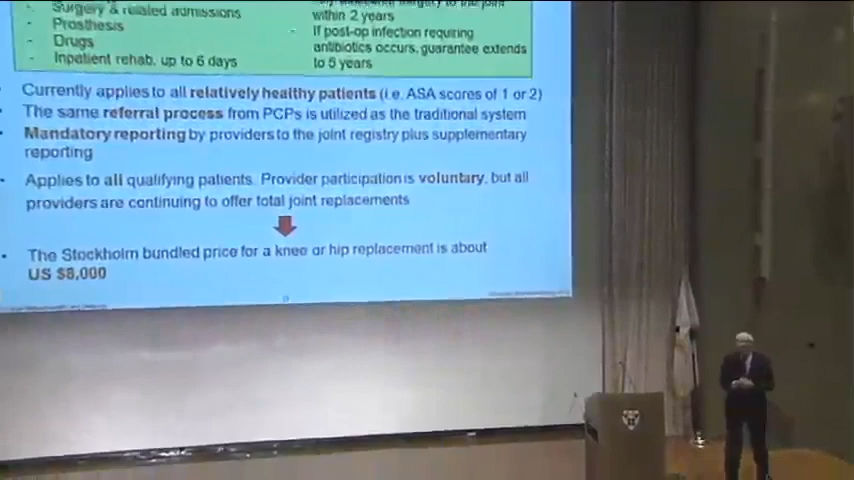 - Surgery & related admissions
- Prosthesis
- Drugs
- Inpatient rehab, up to 6 days
surgery to the joint
within 2 years
- If post-op infection requiring
antibiotics occurs, guarantee extends
to 5 years
• Currently applies to all relatively healthy patients (i.e. ASA scores of 1 or 2)
• The same referral process from PCPs is utilized as the traditional system
• Mandatory reporting by providers to the joint registry plus supplementary
reporting
• Applies to all qualifying patients. Provider participation is voluntary, but all
providers are continuing to offer total joint replacements
• The Stockholm bundled price for a knee or hip replacement is about
US $8,000